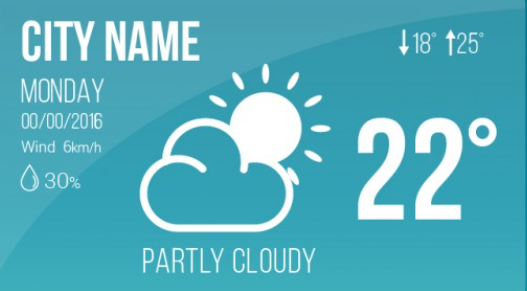 CITY NAME
↓18° ↑25°
MONDAY
00/00/2016
Wind 6km/h
30%
22°
PARTLY CLOUDY